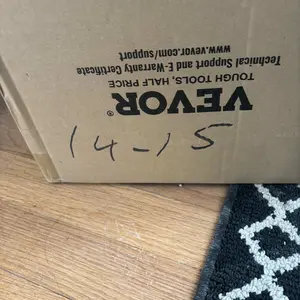 VEVOR®
TOUGH TOOLS, HALF PRICE
Technical Support and E-Warranty Certificate
www.vevor.com/support
14-15